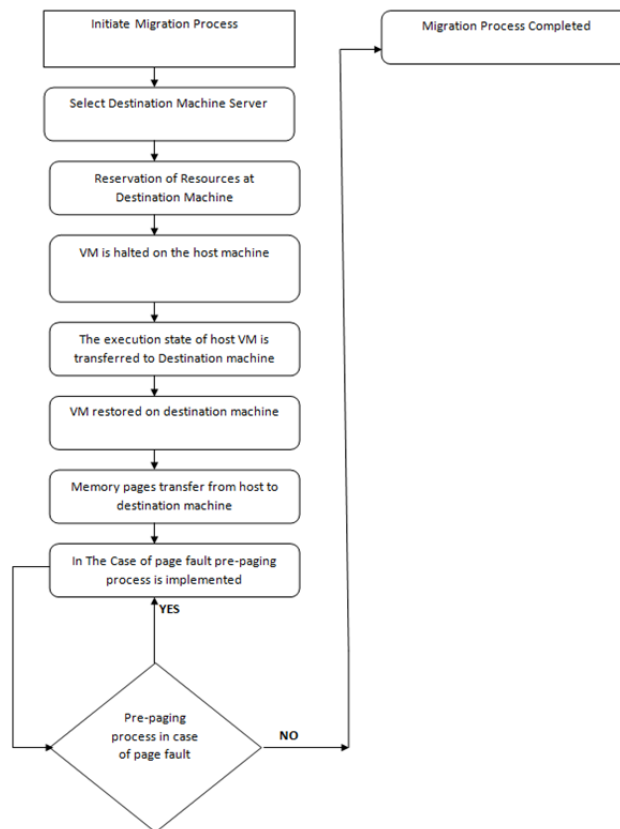 Initiate Migration Process
Migration Process Completed
Select Destination Machine Server
Reservation of Resources at
Destination Machine
VM is halted on the host machine
The execution state of host VM is
transferred to Destination machine
VM restored on destination machine
Memory pages transfer from host to
destination machine
In The Case of page fault pre-paging
process is implemented
YES
Pre-paging
process in case
of page fault
NO